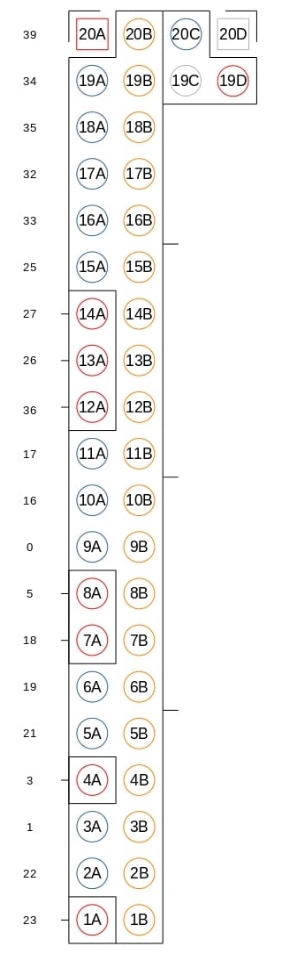 39 20A 20B 20C 20D
34 19A 19B 19C 19D
35 18A 18B
32 17A 17B
33 16A 16B
25 15A 15B
27 14A 14B
26 13A 13B
36 12A 12B
17 11A 11B
16 10A 10B
0 9A 9B
5 8A 8B
18 7A 7B
19 6A 6B
21 5A 5B
3 4A 4B
1 3A 3B
22 2A 2B
23 1A 1B